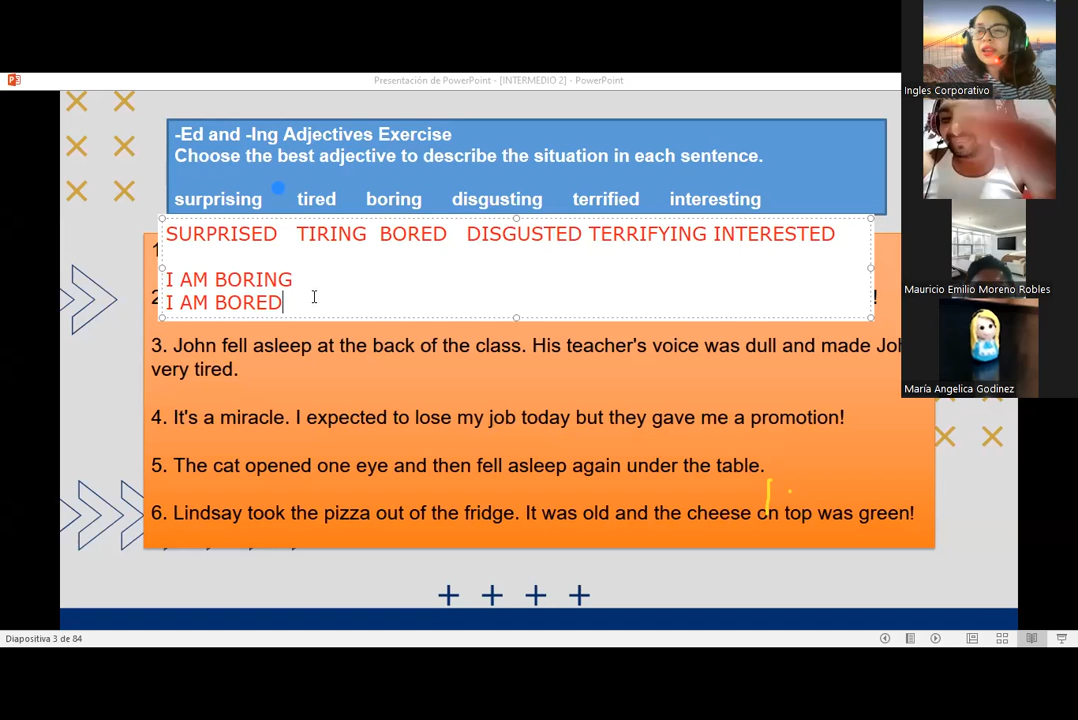 Presentación de PowerPoint - [INTERMEDIO 2] - PowerPoint
Ingles Corporativo
-Ed and -Ing Adjectives Exercise
Choose the best adjective to describe the situation in each sentence.
surprising tired boring disgusting terrified interesting
SURPRISED TIRING BORED DISGUSTED TERRIFYING INTERESTED
I AM BORING
I AM BORED
!
Mauricio Emilio Moreno Robles
3. John fell asleep at the back of the class. His teacher's voice was dull and made Joh
very tired.
María Angelica Godinez
4. It's a miracle. I expected to lose my job today but they gave me a promotion!
5. The cat opened one eye and then fell asleep again under the table.
6. Lindsay took the pizza out of the fridge. It was old and the cheese on top was green!
Diapositiva 3 de 84